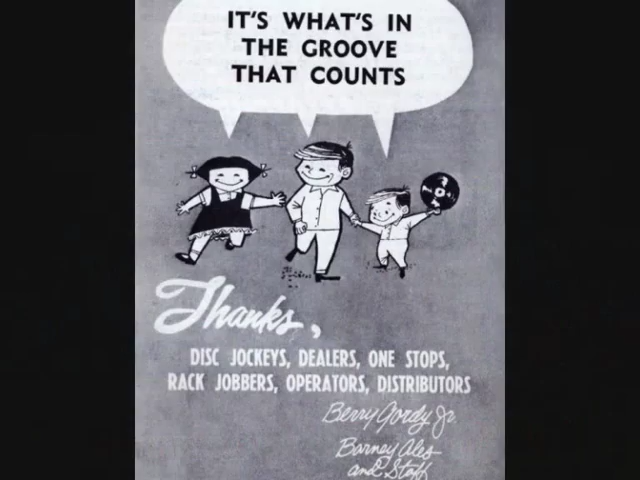 IT'S WHAT'S IN
THE GROOVE
THAT COUNTS
Thanks,
DISC JOCKEYS, DEALERS, ONE STOPS,
RACK JOBBERS, OPERATORS, DISTRIBUTORS
Berry Gordy Jr.
Barney Ales
and Staff